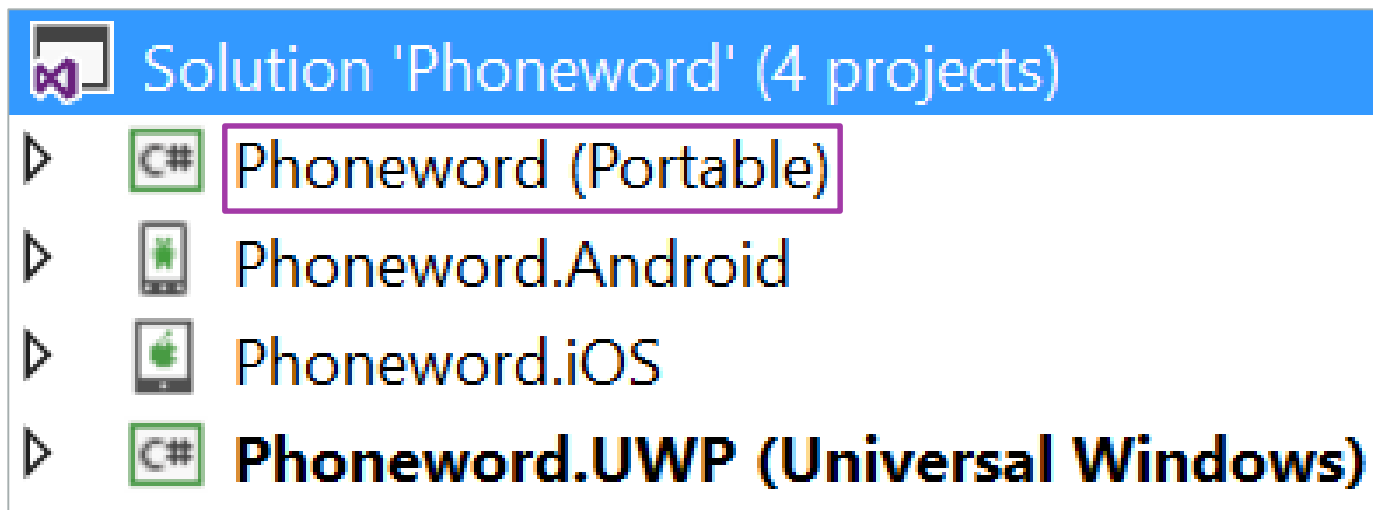 Solution 'Phoneword' (4 projects)
C# Phoneword (Portable)
Phoneword.Android
Phoneword.iOS
C# Phoneword.UWP (Universal Windows)